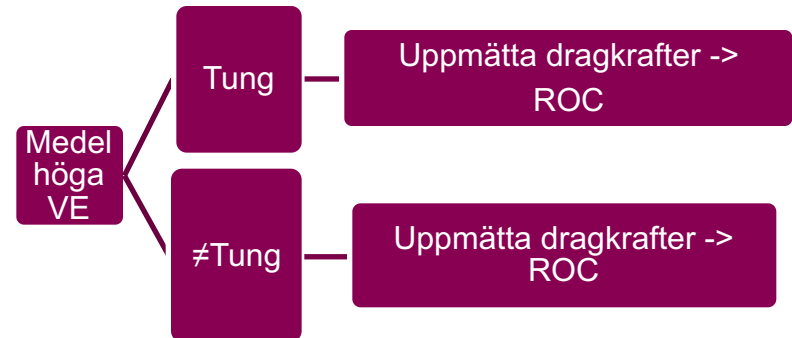 Medel
höga
VE
Tung
Uppmätta dragkrafter ->
ROC
≠Tung
Uppmätta dragkrafter ->
ROC